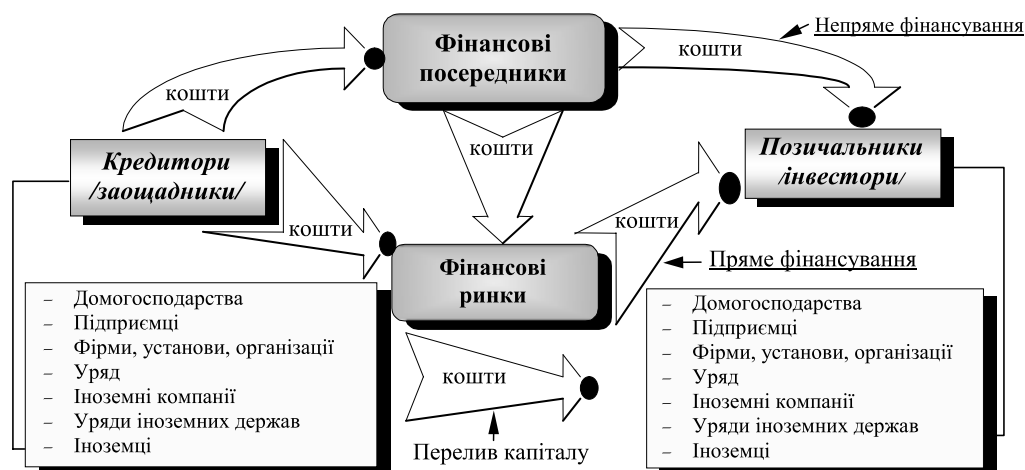 Непряме фінансування
Фінансові
посередники
кошти
кошти
кошти
Кредитори
/заощадники/
Позичальники
/інвестори/
кошти
кошти
Фінансові
ринки
Пряме фінансування
– Домогосподарства
– Підприємці
– Фірми, установи, організації
– Уряд
– Іноземні компанії
– Уряди іноземних держав
– Іноземці
кошти
Перелив капіталу
– Домогосподарства
– Підприємці
– Фірми, установи, організації
– Уряд
– Іноземні компанії
– Уряди іноземних держав
– Іноземці